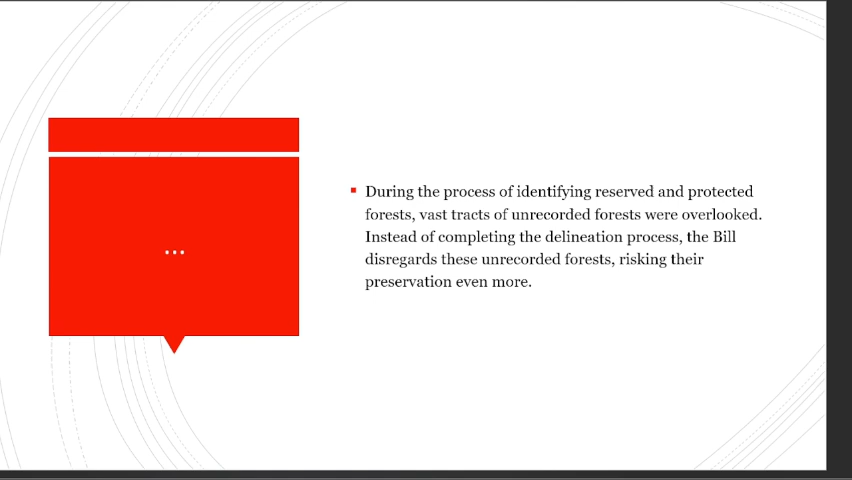 ...
During the process of identifying reserved and protected
forests, vast tracts of unrecorded forests were overlooked.
Instead of completing the delineation process, the Bill
disregards these unrecorded forests, risking their
preservation even more.